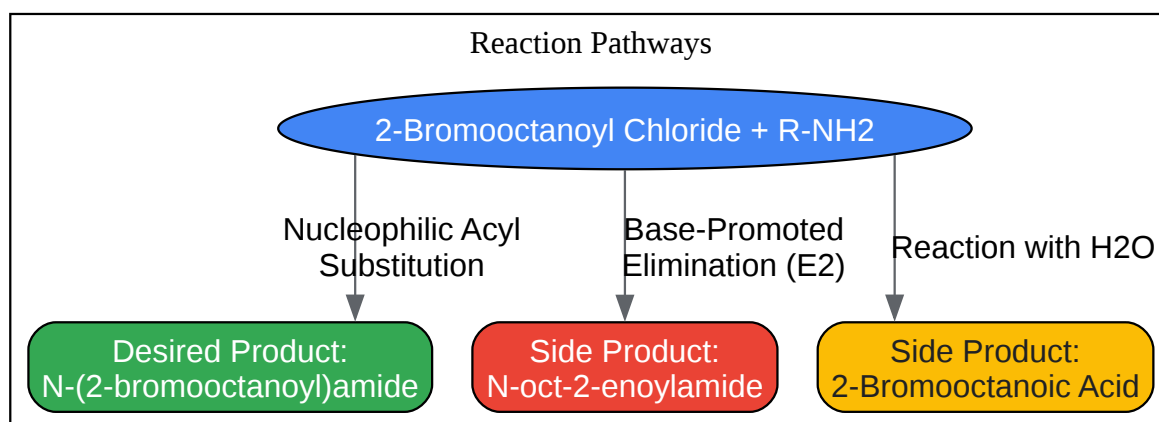 Reaction Pathways
2-Bromooctanoyl Chloride + R-NH2
Nucleophilic Acyl
Substitution
Base-Promoted
Elimination (E2)
Reaction with H2O
Desired Product:
N-(2-bromooctanoyl)amide
Side Product:
N-oct-2-enoylamide
Side Product:
2-Bromooctanoic Acid